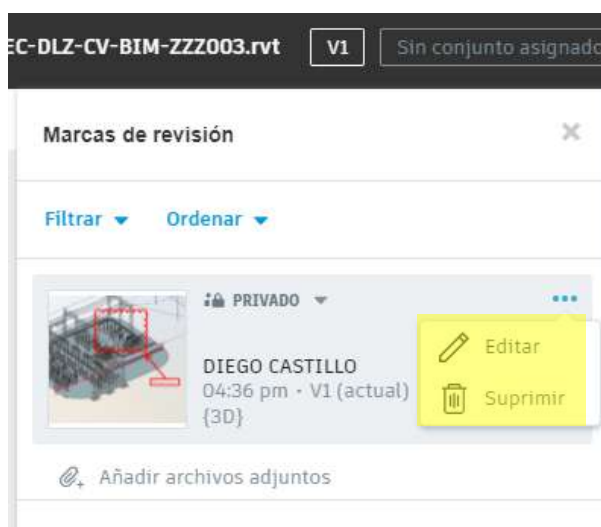 EC-DLZ-CV-BIM-ZZZ003.rvt V1 Sin conjunto asignado
Marcas de revisión
Filtrar Ordenar
PRIVADO
DIEGO CASTILLO
04:36 pm - V1 (actual)
{3D}
Editar
Suprimir
Añadir archivos adjuntos